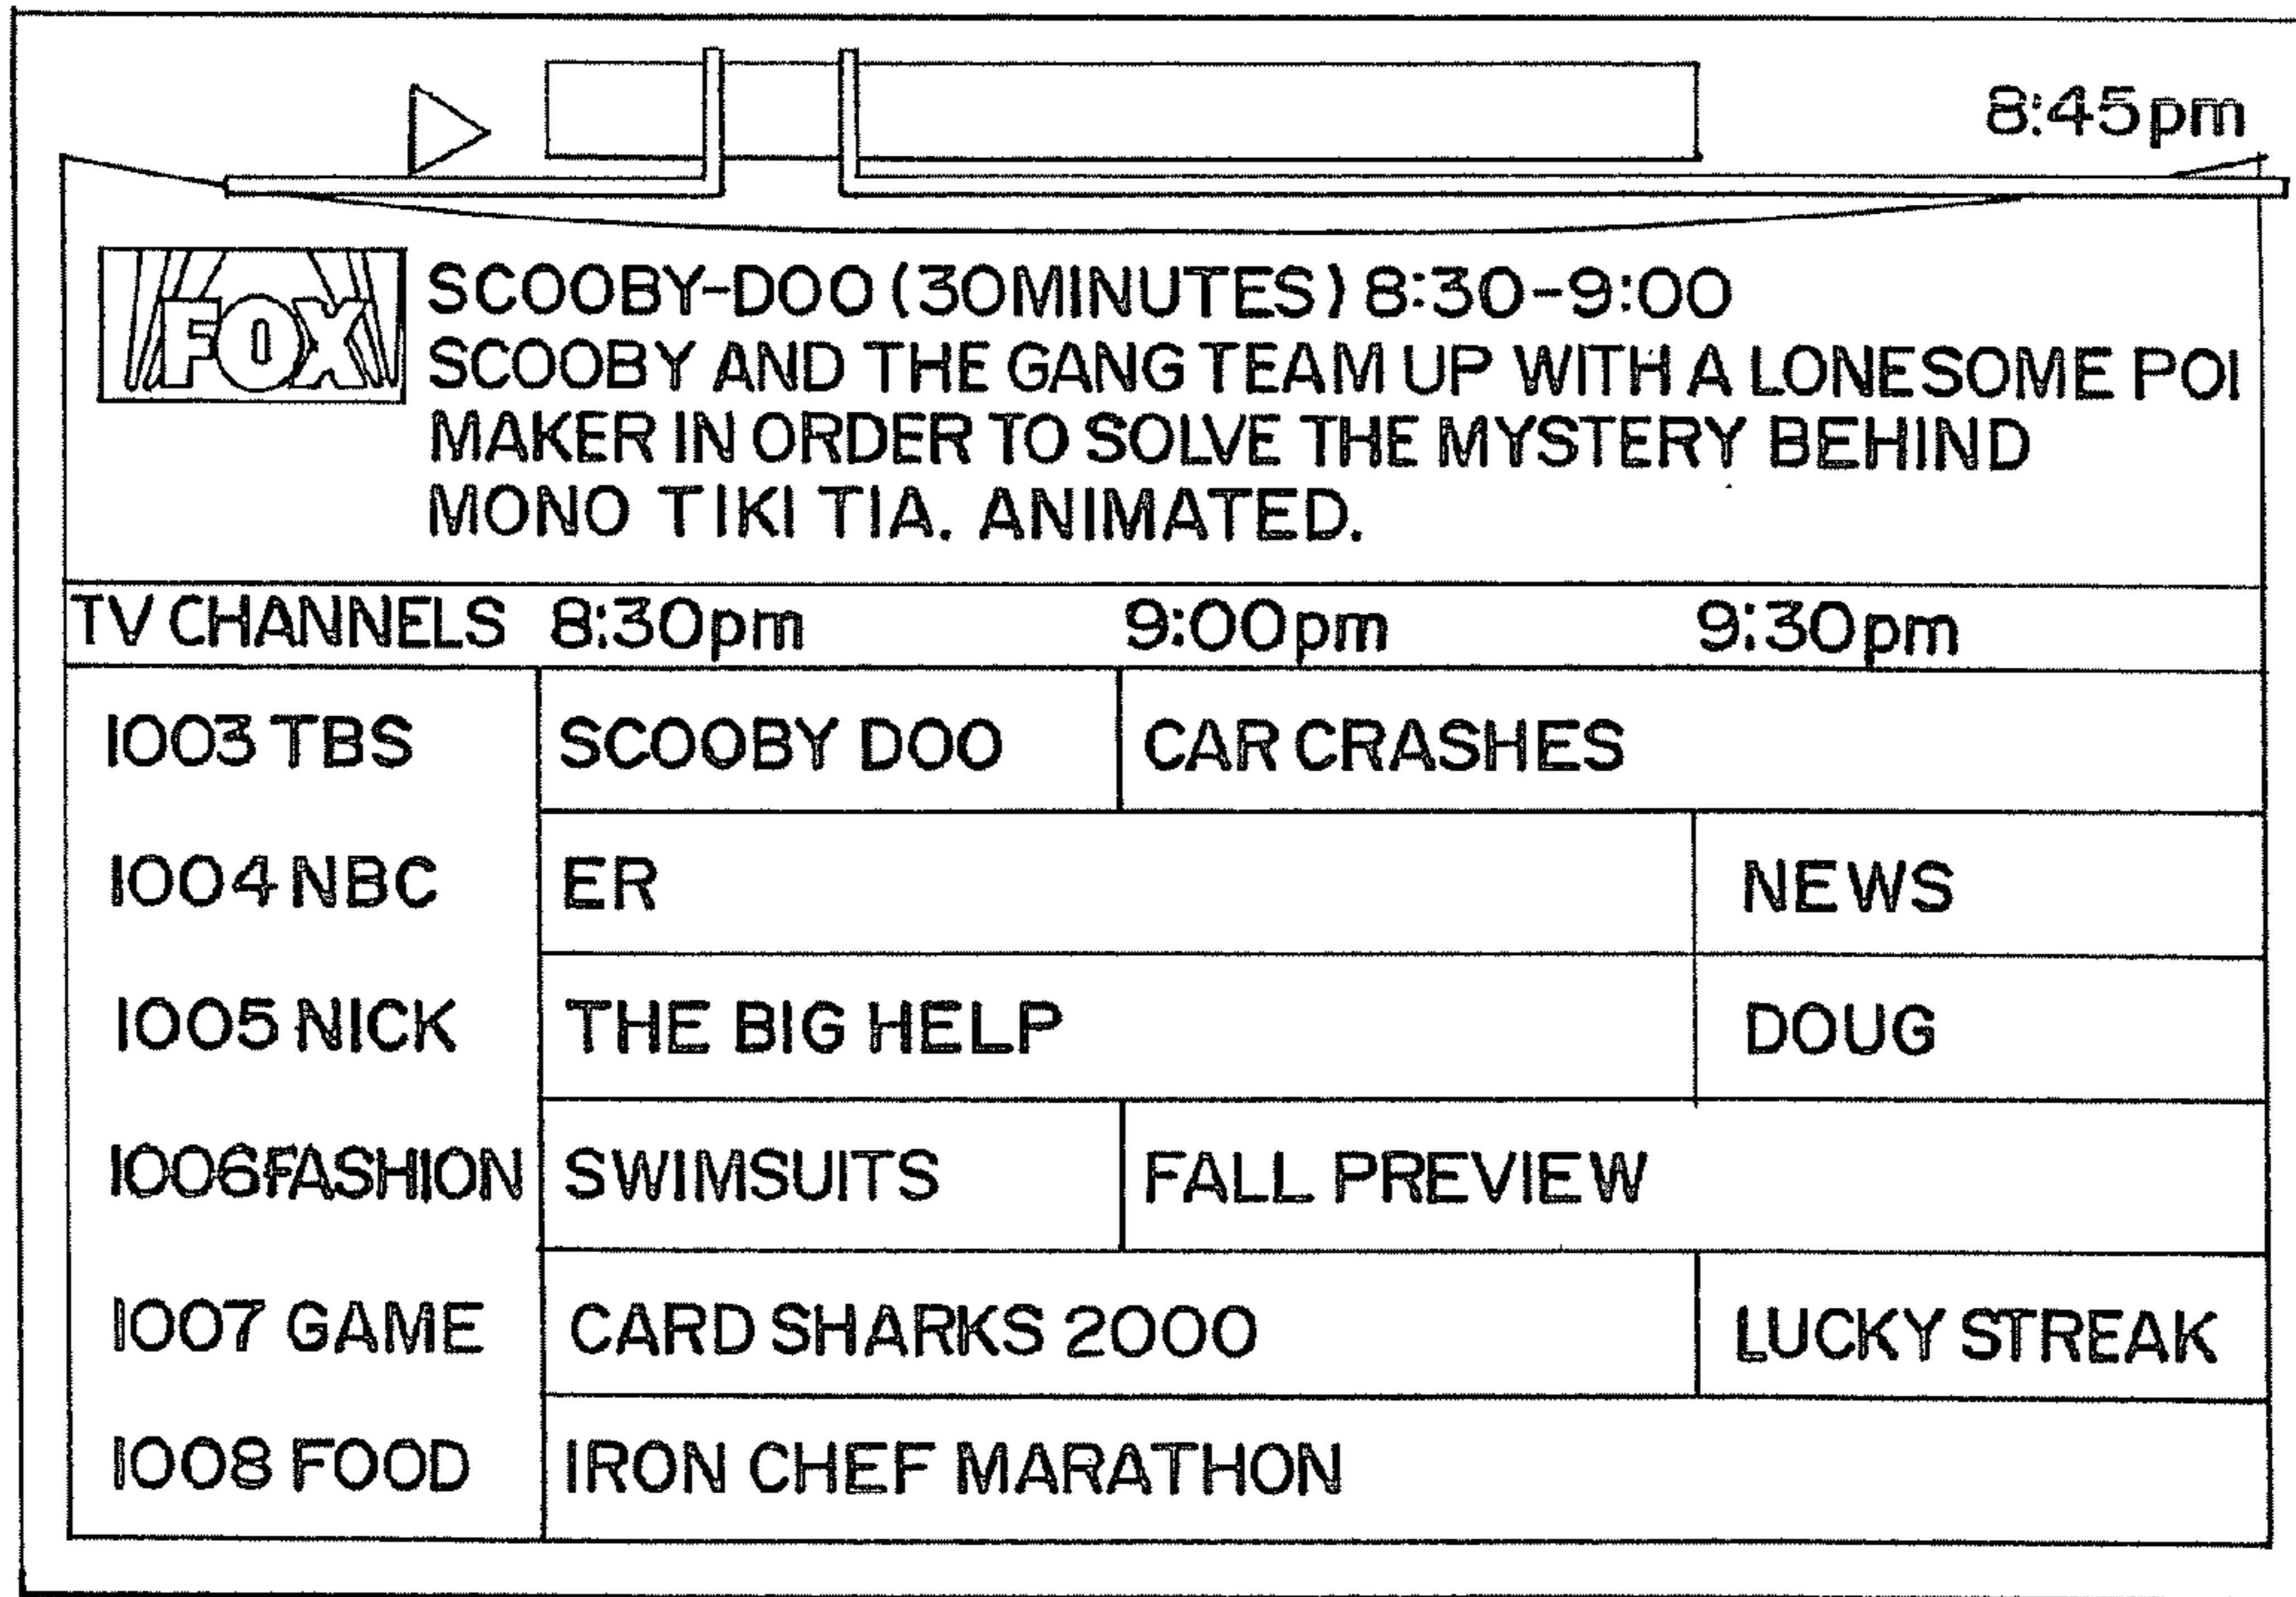 8:45pm
FOX
SCOOBY-DOO (30MINUTES) 8:30-9:00
SCOOBY AND THE GANG TEAM UP WITH A LONESOME POI
MAKER IN ORDER TO SOLVE THE MYSTERY BEHIND
MONO TIKI TIA. ANIMATED.
TV CHANNELS 8:30pm 9:00pm 9:30pm
1003 TBS SCOOBY DOO CAR CRASHES
1004 NBC ER NEWS
1005 NICK THE BIG HELP DOUG
1006 FASHION SWIMSUITS FALL PREVIEW
1007 GAME CARD SHARKS 2000 LUCKY STREAK
1008 FOOD IRON CHEF MARATHON